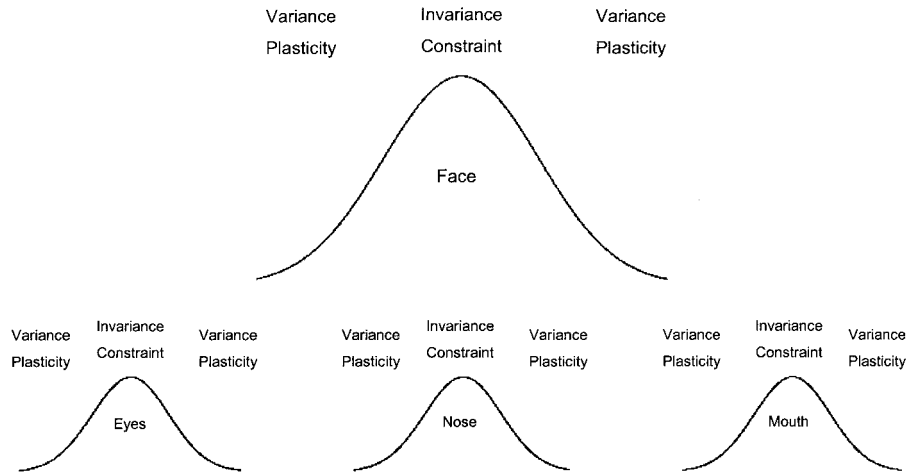 Variance Invariance Variance
Plasticity Constraint Plasticity
Face
Variance Invariance Variance Variance Invariance Variance Variance Invariance Variance
Plasticity Constraint Plasticity Plasticity Constraint Plasticity Plasticity Constraint Plasticity
Eyes Nose Mouth